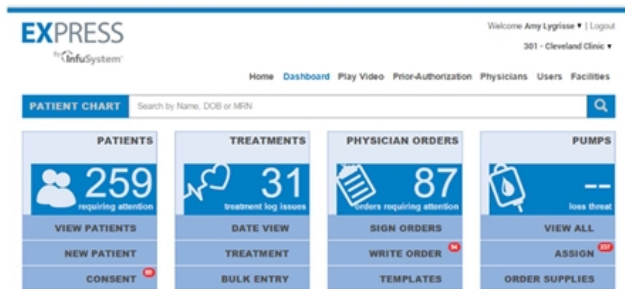 EXPRESS
Welcome Amy Lygrisse ▼ | Logout
by InfuSystem
301 - Cleveland Clinic ▼
Home Dashboard Play Video Prior-Authorization Physicians Users Facilities
PATIENT CHART Search by Name, DOB or MRN
PATIENTS TREATMENTS PHYSICIAN ORDERS PUMPS
259 31 87 --
requiring attention treatment log issues orders requiring attention loss threat
VIEW PATIENTS DATE VIEW SIGN ORDERS VIEW ALL
NEW PATIENT TREATMENT WRITE ORDER ASSIGN
CONSENT BULK ENTRY TEMPLATES ORDER SUPPLIES